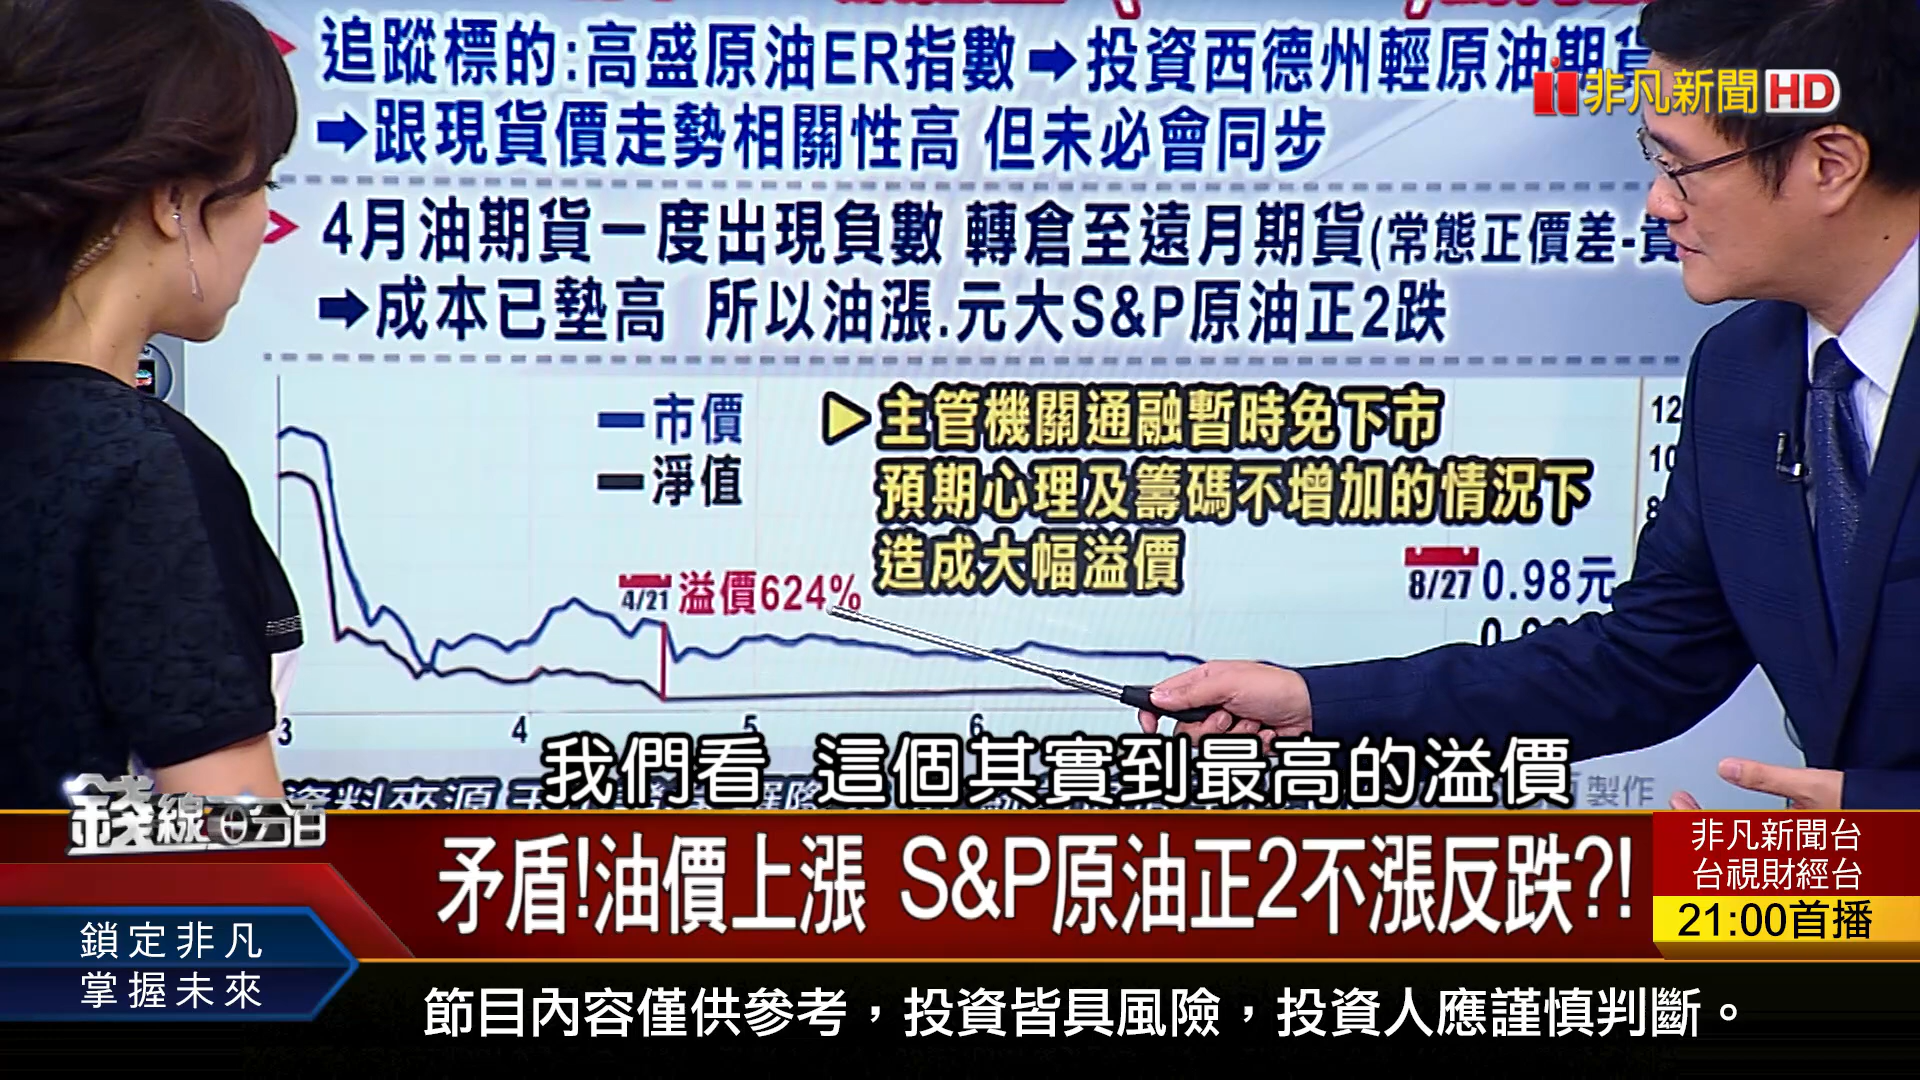 追蹤標的:高盛原油ER指數➡投資西德州輕原油期貨
非凡新聞HD
➡跟現貨價走勢相關性高 但未必會同步
4月油期貨一度出現負數 轉倉至遠月期貨(常態正價差-貴
➡成本已墊高 所以油漲.元大S&P原油正2跌
市價
淨值
▶主管機關通融暫時免下市
預期心理及籌碼不增加的情況下
造成大幅溢價
12
10
8
4/21 溢價624%
8/27 0.98元
3 4 5 6
資料來源
製作
我們看 這個其實到最高的溢價
錢線百分百
矛盾!油價上漲 S&P原油正2不漲反跌?!
非凡新聞台
台視財經台
21:00首播
鎖定非凡
掌握未來
節目內容僅供參考，投資皆具風險，投資人應謹慎判斷。